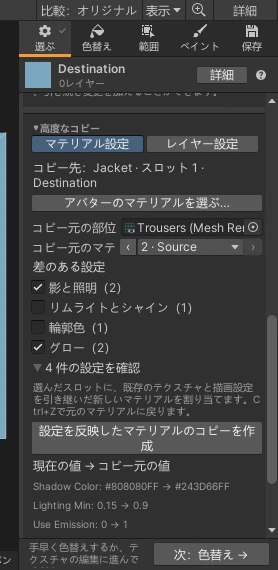 比較: オリジナル 表示▾ 詳細
選ぶ 色替え 範囲 ペイント 保存
Destination
0レイヤー
詳細
▾高度なコピー
マテリアル設定 レイヤー設定
コピー先: Jacket · スロット 1 ·
Destination
アバターのマテリアルを選ぶ...
コピー元の部位 Trousers (Mesh Rer
コピー元のマテ ‹ 2 · Source ›
差のある設定
影と照明 (2)
リムライトとシャイン (1)
輪郭色 (1)
グロー (2)
▼4 件の設定を確認
選んだスロットに、既存のテクスチャと描画設定
を引き継いだ新しいマテリアルを割り当てます。C
trl+Zで元のマテリアルに戻ります。
設定を反映したマテリアルのコピーを作
成
現在の値 → コピー元の値
Shadow Color: #808080FF → #243D66FF
Lighting Min: 0.15 → 0.9
Use Emission: 0 → 1
手早く色替えするか、テ
クスチャの編集に進んで
次: 色替え →